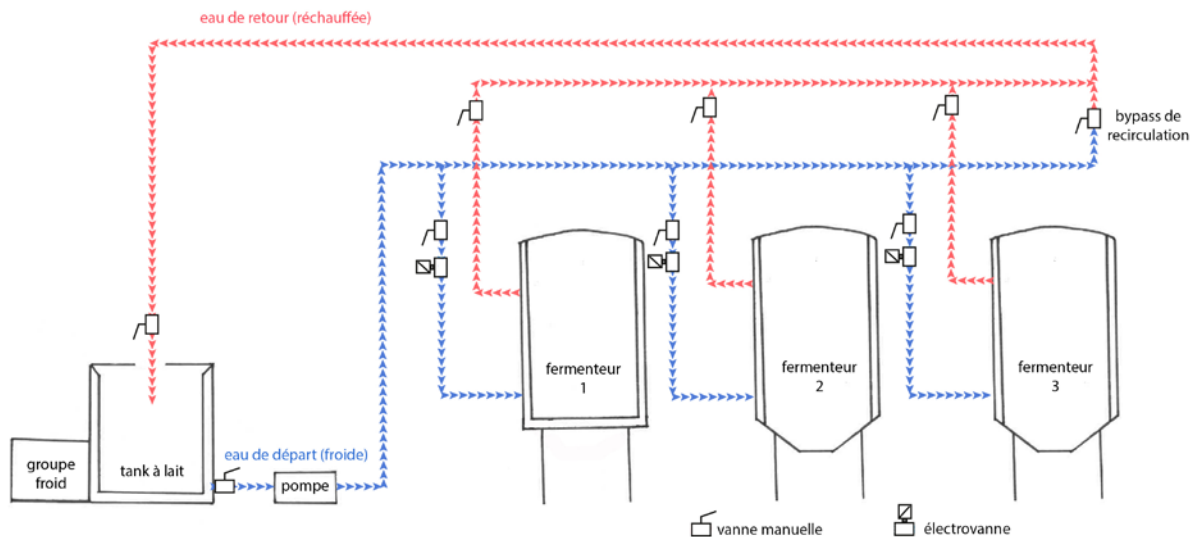 eau de retour (réchauffée)
bypass de
recirculation
fermenteur
1
fermenteur
2
fermenteur
3
eau de départ (froide)
groupe
froid
tank à lait
pompe
vanne manuelle
électrovanne